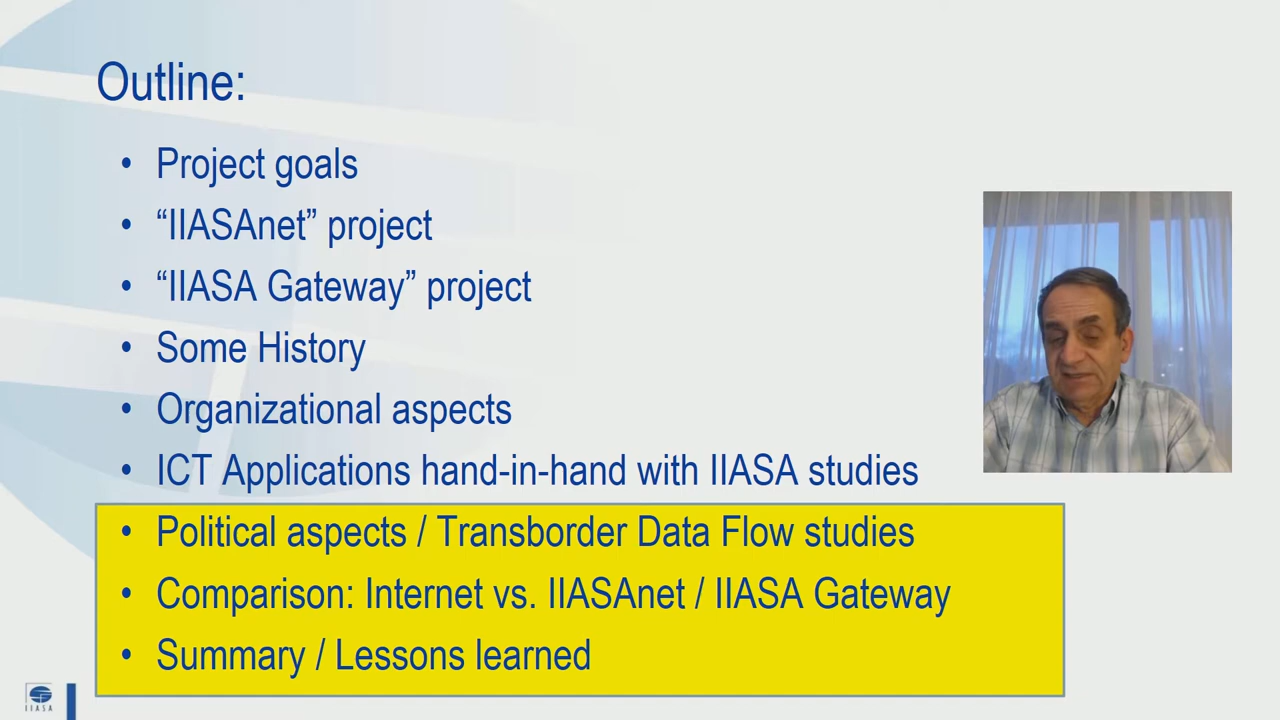 Outline:
• Project goals
• “IIASAnet” project
• “IIASA Gateway” project
• Some History
• Organizational aspects
• ICT Applications hand-in-hand with IIASA studies
• Political aspects / Transborder Data Flow studies
• Comparison: Internet vs. IIASAnet / IIASA Gateway
• Summary / Lessons learned
IIASA